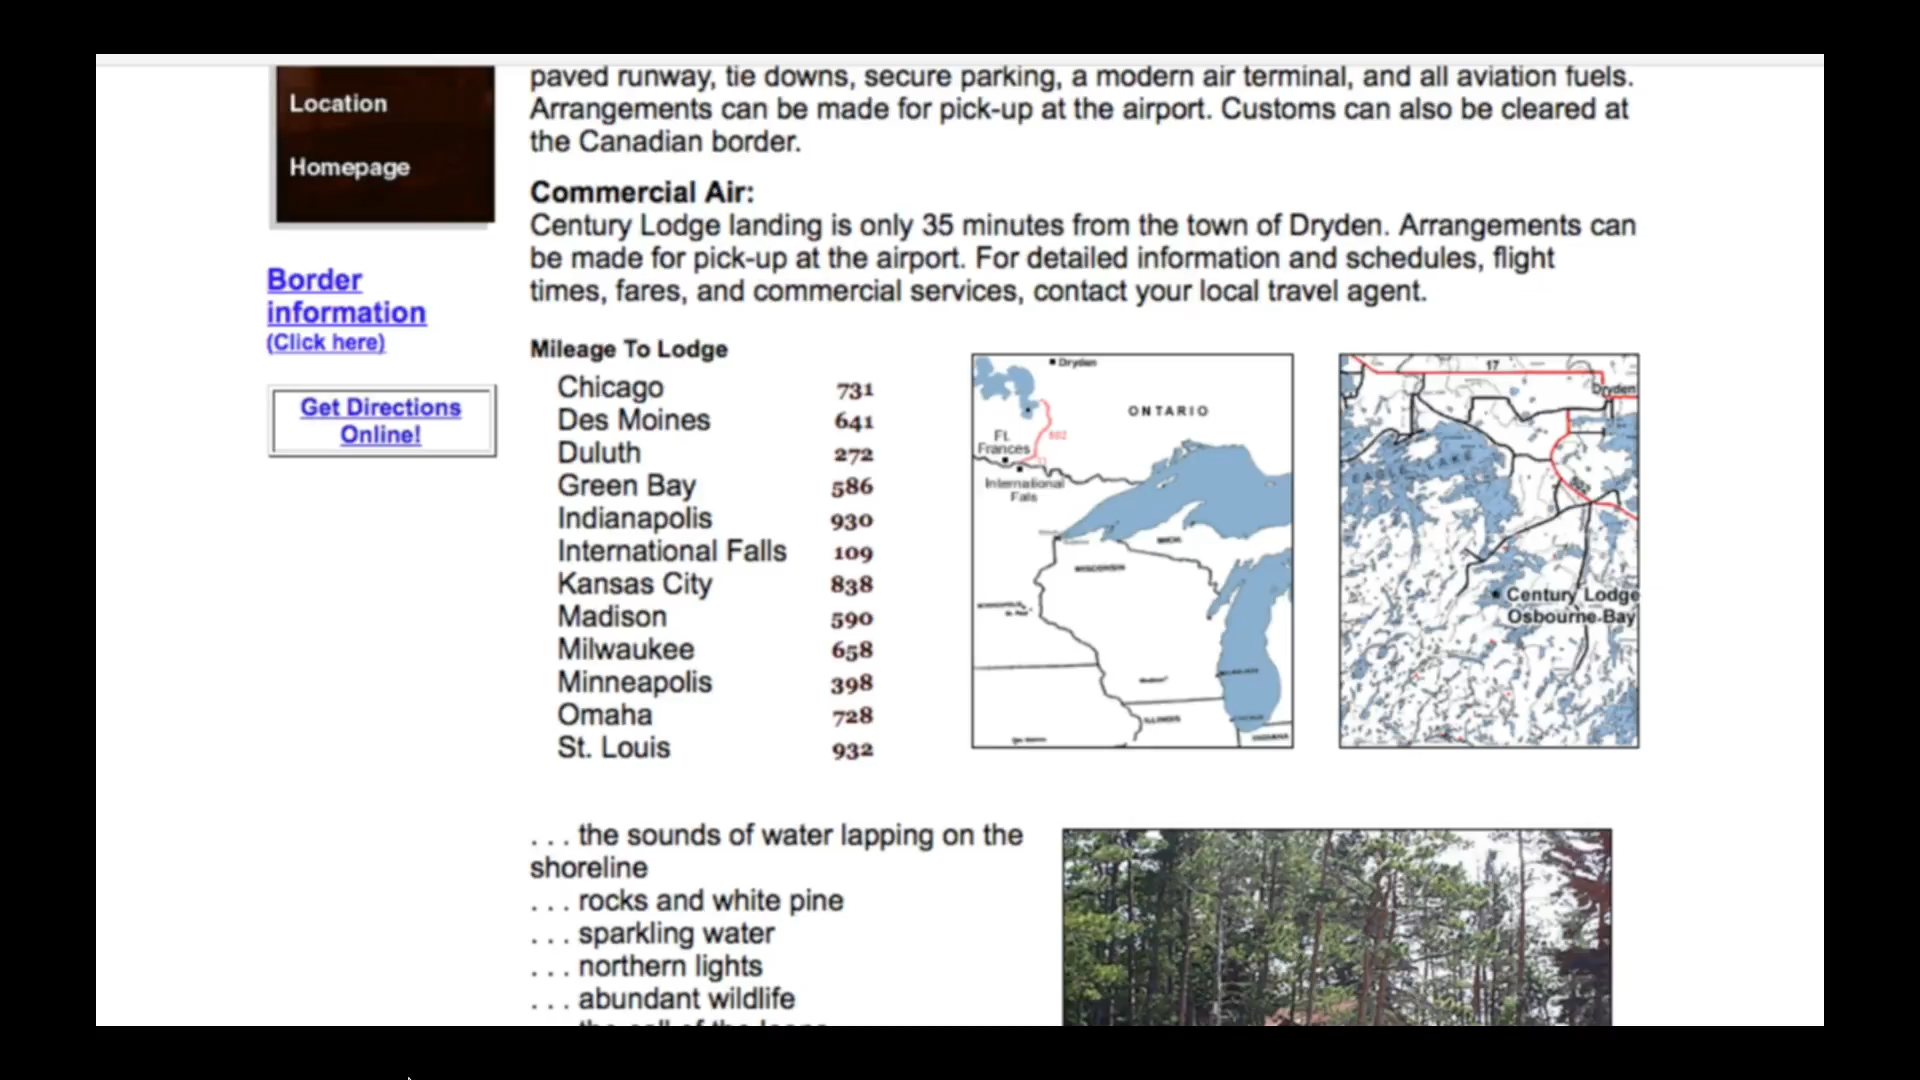 Location
Homepage
Border
information
(Click here)
Get Directions
Online!
paved runway, tie downs, secure parking, a modern air terminal, and all aviation fuels.
Arrangements can be made for pick-up at the airport. Customs can also be cleared at
the Canadian border.
Commercial Air:
Century Lodge landing is only 35 minutes from the town of Dryden. Arrangements can
be made for pick-up at the airport. For detailed information and schedules, flight
times, fares, and commercial services, contact your local travel agent.
Mileage To Lodge
Chicago 731
Des Moines 641
Duluth 272
Green Bay 586
Indianapolis 930
International Falls 109
Kansas City 838
Madison 590
Milwaukee 658
Minneapolis 398
Omaha 728
St. Louis 932
Dryden
ONTARIO
Ft.
Frances
802
International
Falls
MICH.
WISCONSIN
ILLINOIS
17
Dryden
EAGLE LAKE
Century Lodge
Osbourne Bay
. . . the sounds of water lapping on the
shoreline
. . . rocks and white pine
. . . sparkling water
. . . northern lights
. . . abundant wildlife